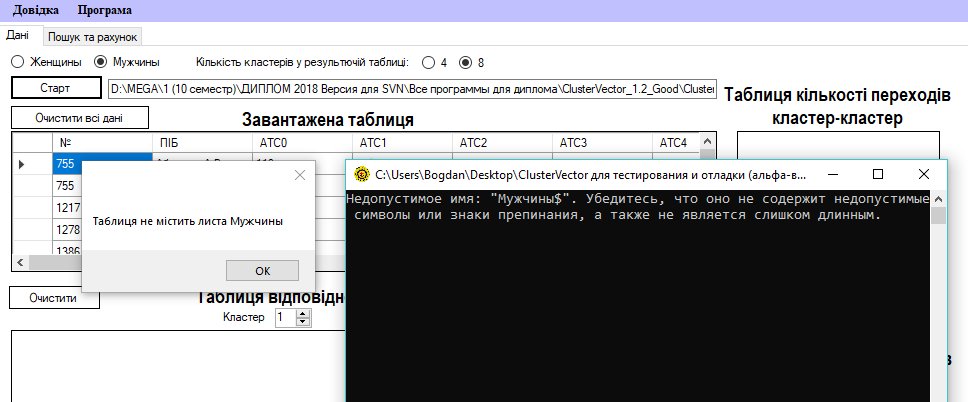 Довідка Програма
Дані Пошук та рахунок
Женщины Мужчины Кількість кластерів у результючій таблиці: 4 8
Старт D:\MEGA\1 (10 семестр)\ДИПЛОМ 2018 Версия для SVN\Все программы для диплома\ClusterVector_1.2_Good\Cluster
Таблиця кількості переходів
кластер-кластер
Очистити всі дані Завантажена таблиця
№ ПІБ АТС0 АТС1 АТС2 АТС3 АТС4
755
755
1217
1278
1386
Таблиця не містить листа Мужчины
OK
C:\Users\Bogdan\Desktop\ClusterVector для тестирования и отладки (альфа-в...
Недопустимое имя: "Мужчины$". Убедитесь, что оно не содержит недопустимые
символы или знаки препинания, а также не является слишком длинным.
Очистити Таблиця відповідн
Кластер 1